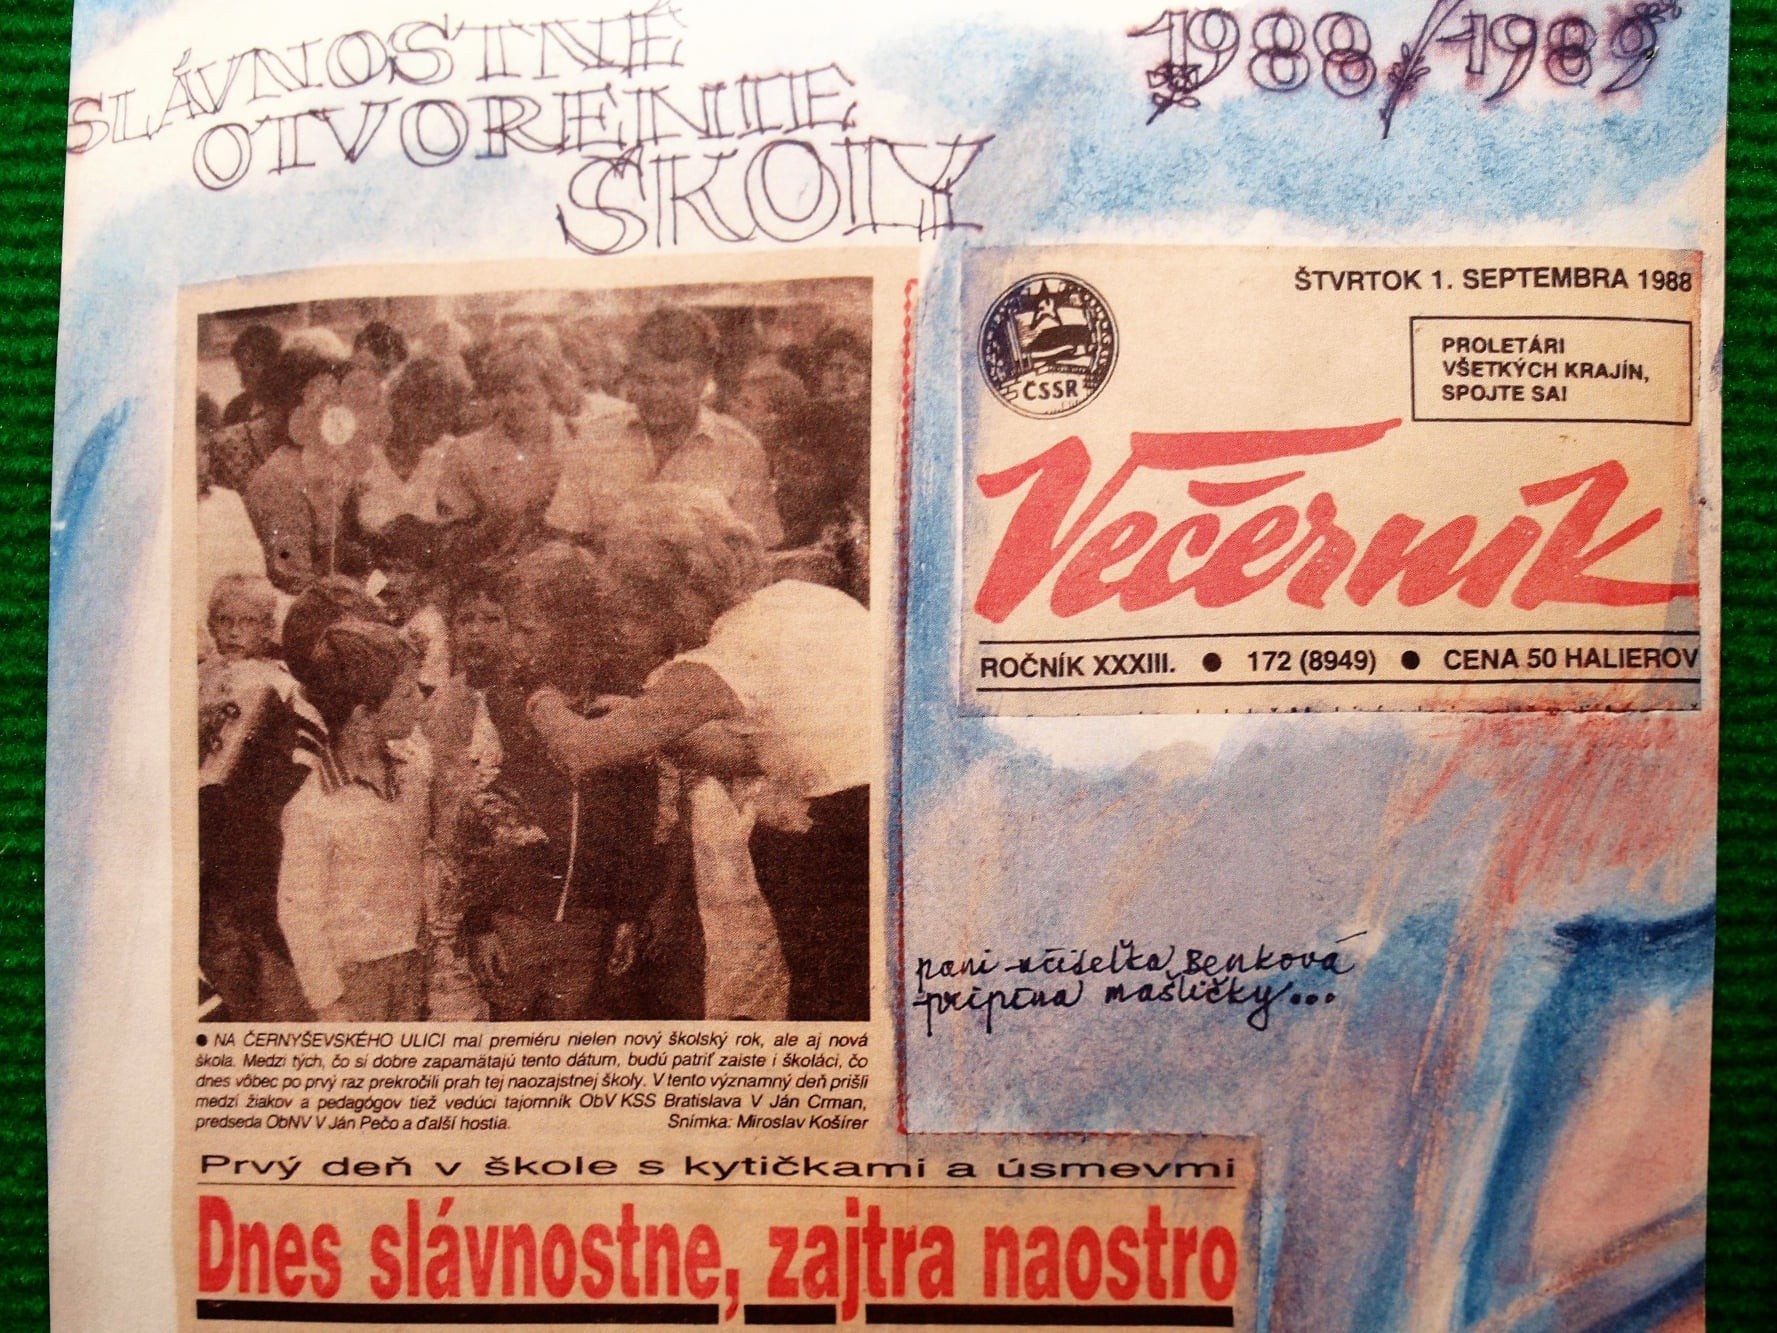 SLÁVNOSTNÉ
OTVORENIE
ŠKOLY
1988/1989
ŠTVRTOK 1. SEPTEMBRA 1988
ČSSR
PROLETÁRI
VŠETKÝCH KRAJÍN,
SPOJTE SA!
Večerník
ROČNÍK XXXIII. ● 172 (8949) ● CENA 50 HALIEROV
pani učiteľka Benková
pripína mašličky...
● NA ČERNYŠEVSKÉHO ULICI mal premiéru nielen nový školský rok, ale aj nová
škola. Medzi tých, čo si dobre zapamätajú tento dátum, budú patriť zaiste i školáci, čo
dnes vôbec po prvý raz prekročili prah tej naozajstnej školy. V tento významný deň prišli
medzi žiakov a pedagógov tiež vedúci tajomník ObV KSS Bratislava V Ján Crman,
predseda ObNV V Ján Pečo a ďalší hostia. Snímka: Miroslav Košírer
Prvý deň v škole s kytičkami a úsmevmi
Dnes slávnostne, zajtra naostro